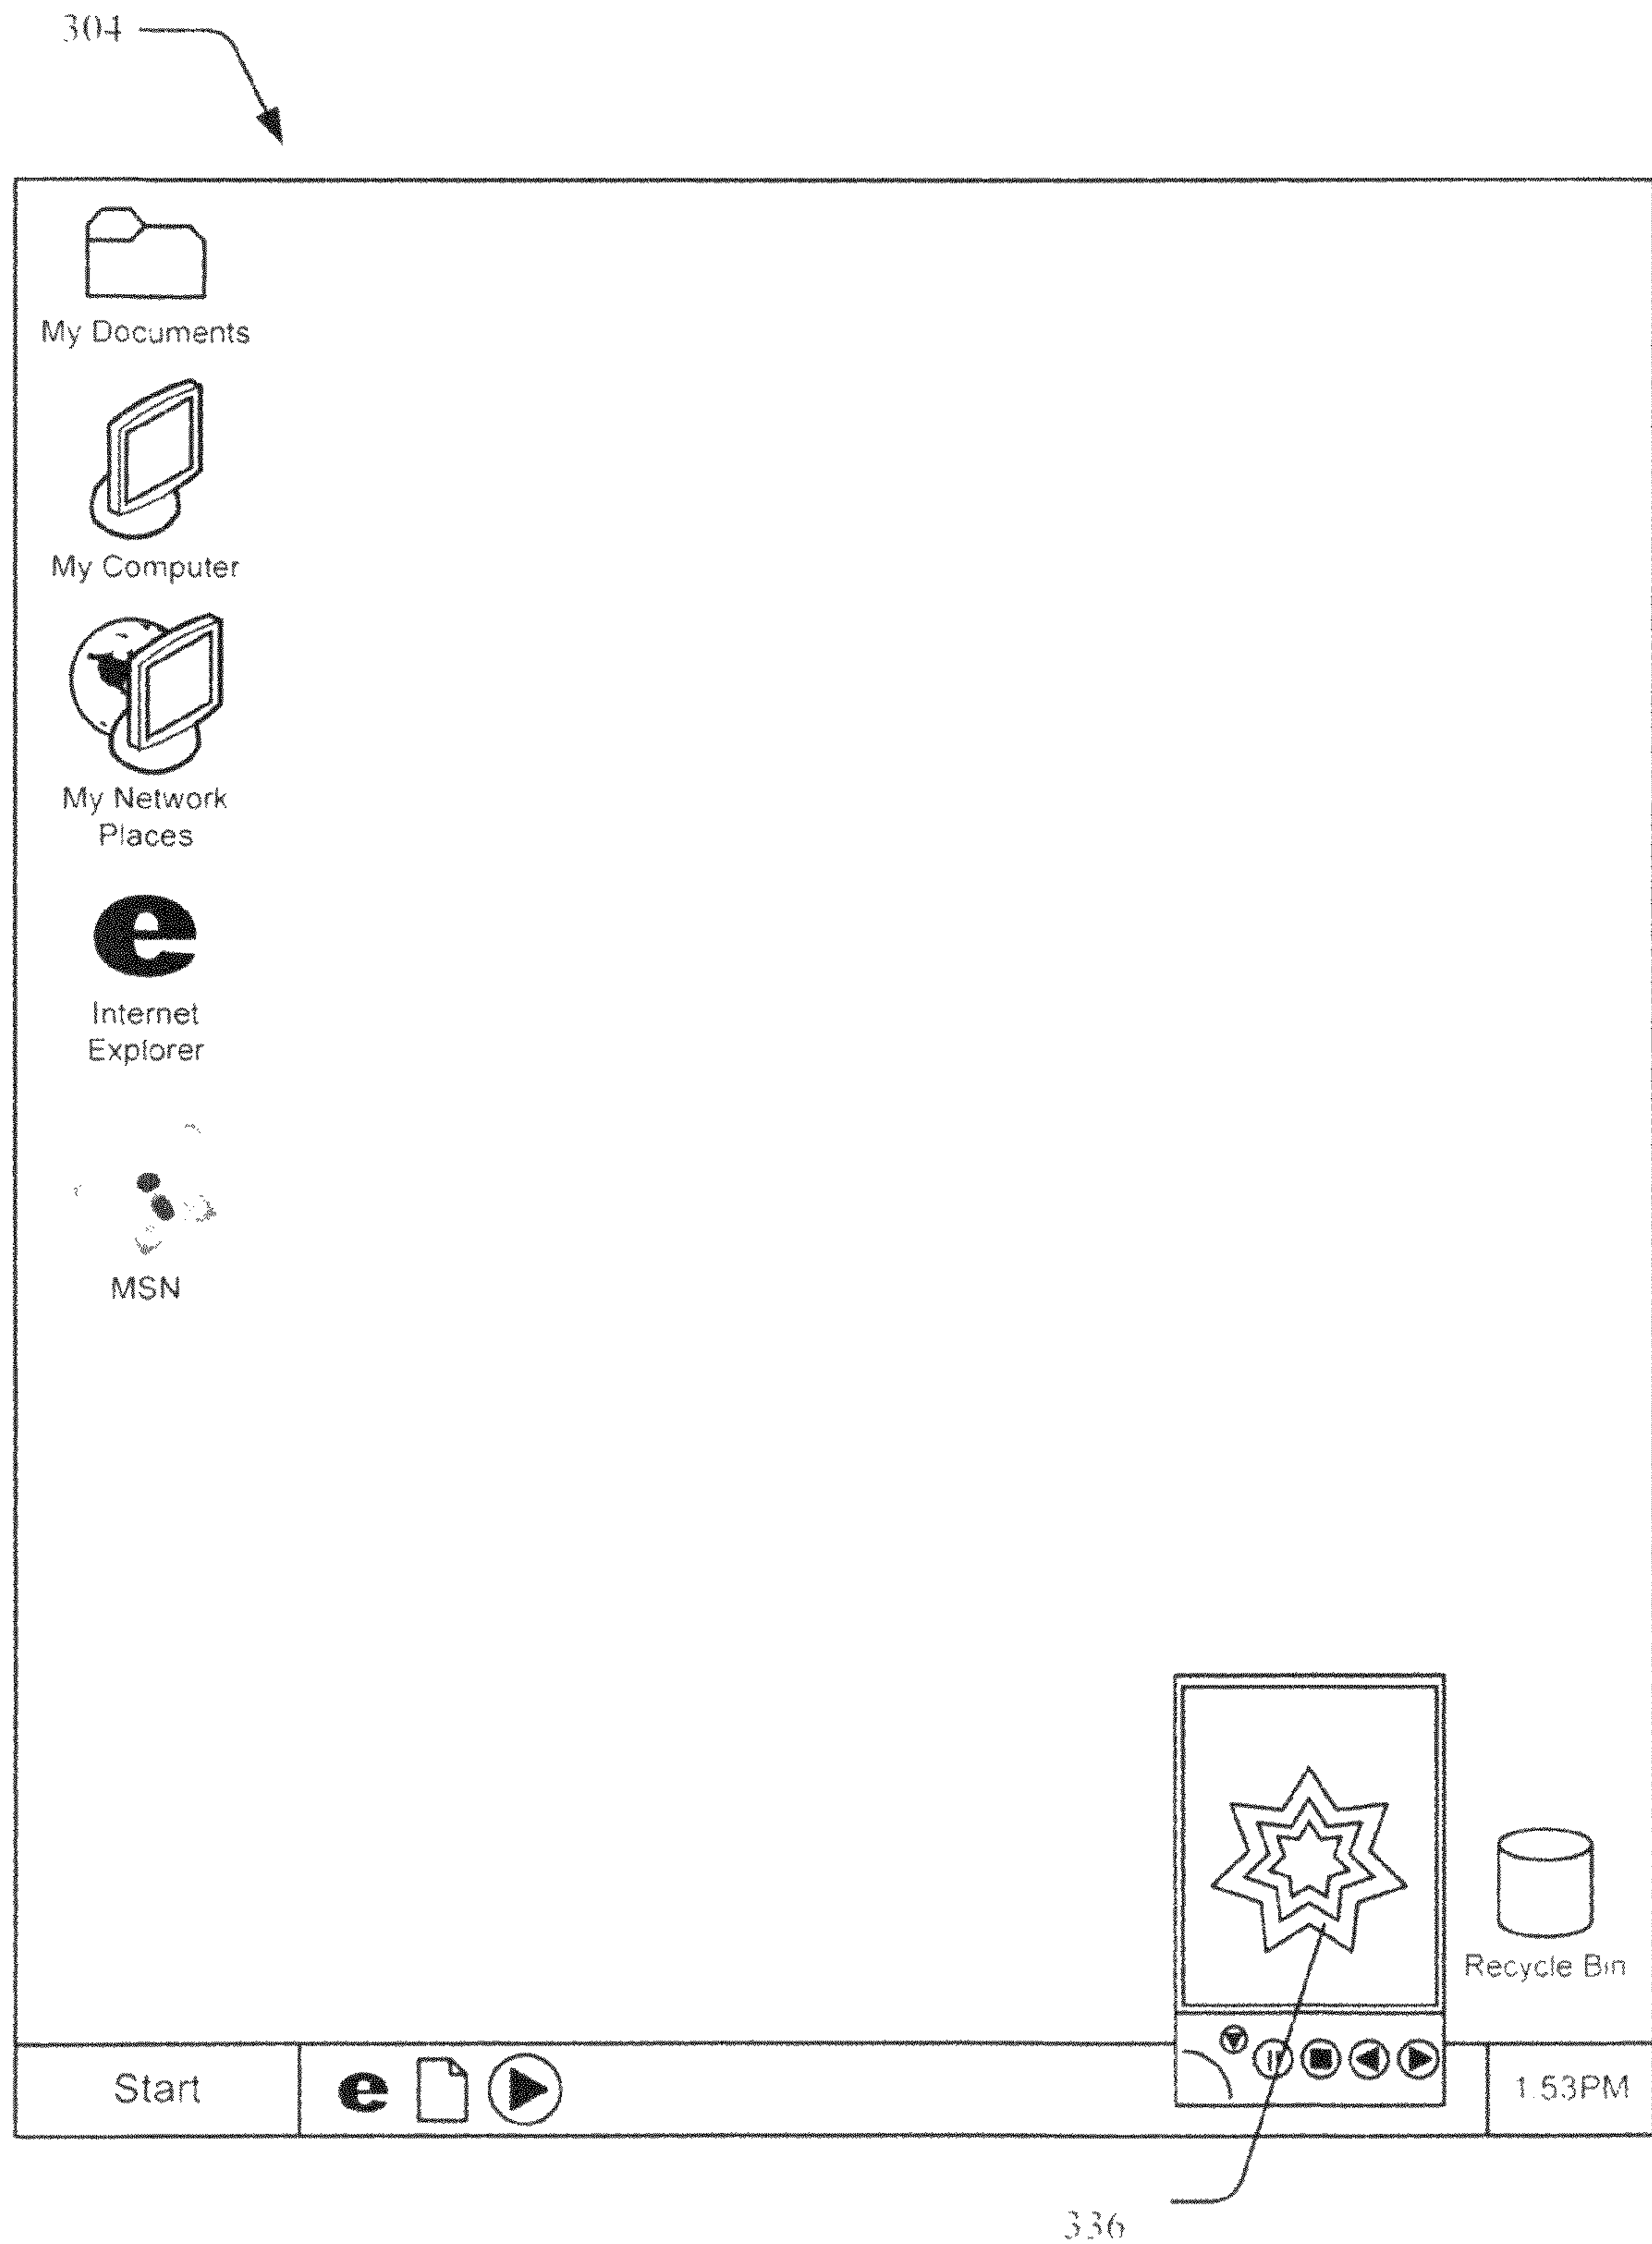 304
My Documents
My Computer
My Network
Places
e
Internet
Explorer
MSN
Recycle Bin
Start
e
1:53PM
336